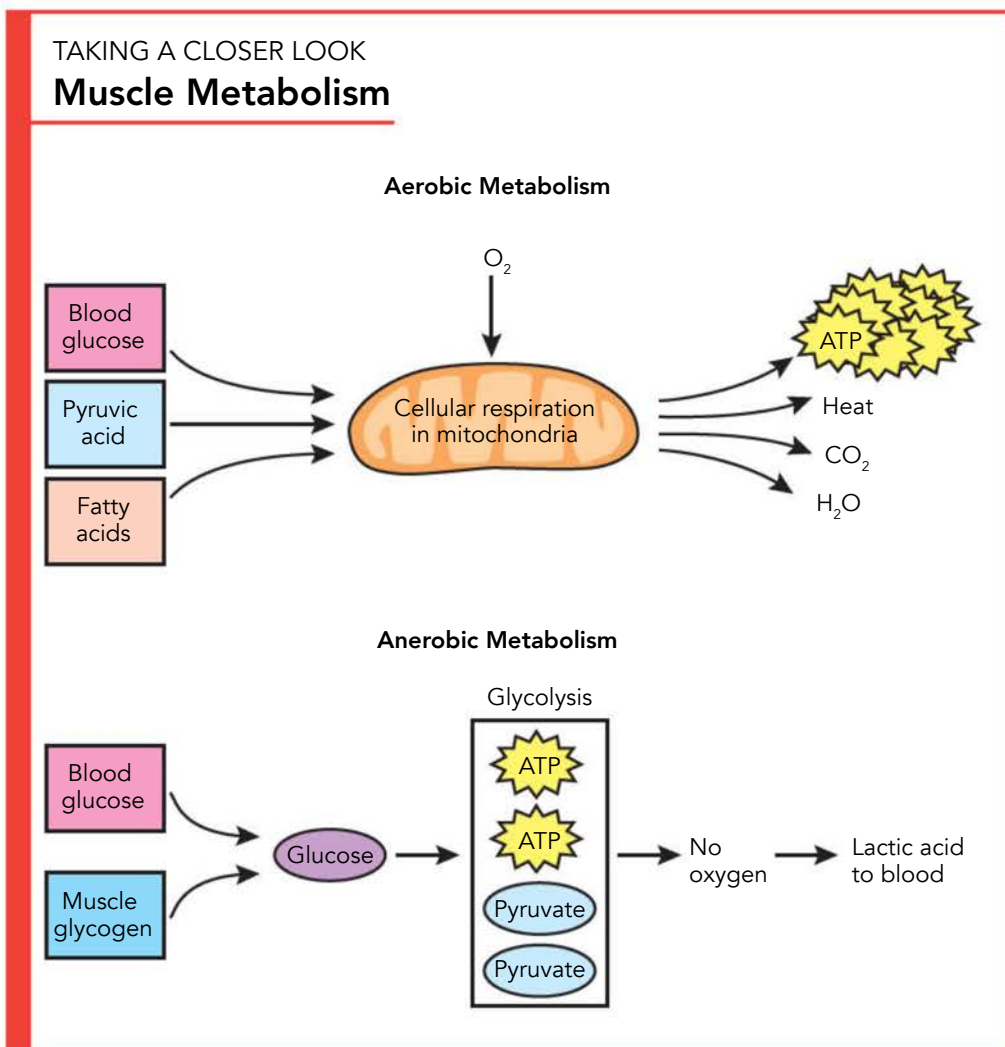 TAKING A CLOSER LOOK
Muscle Metabolism
Aerobic Metabolism
O₂
Blood
glucose
Pyruvic
acid
Fatty
acids
Cellular respiration
in mitochondria
ATP
Heat
CO₂
H₂O
Anerobic Metabolism
Glycolysis
Blood
glucose
Muscle
glycogen
Glucose
ATP
ATP
Pyruvate
Pyruvate
No
oxygen
Lactic acid
to blood